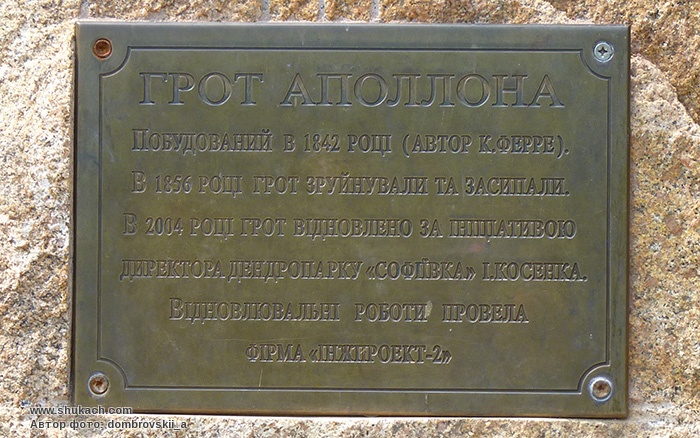 ГРОТ АПОЛЛОНА
Побудований в 1842 році (автор К.Ферре).
В 1856 році грот зруйнували та засипали.
В 2004 році грот відновлено за ініціативою
директора дендропарку «Софіївка» І.Косенка.
Відновлювальні роботи провела
фірма «Інжпроект-2»
www.shukach.com
Автор фото: dombrovskii_a